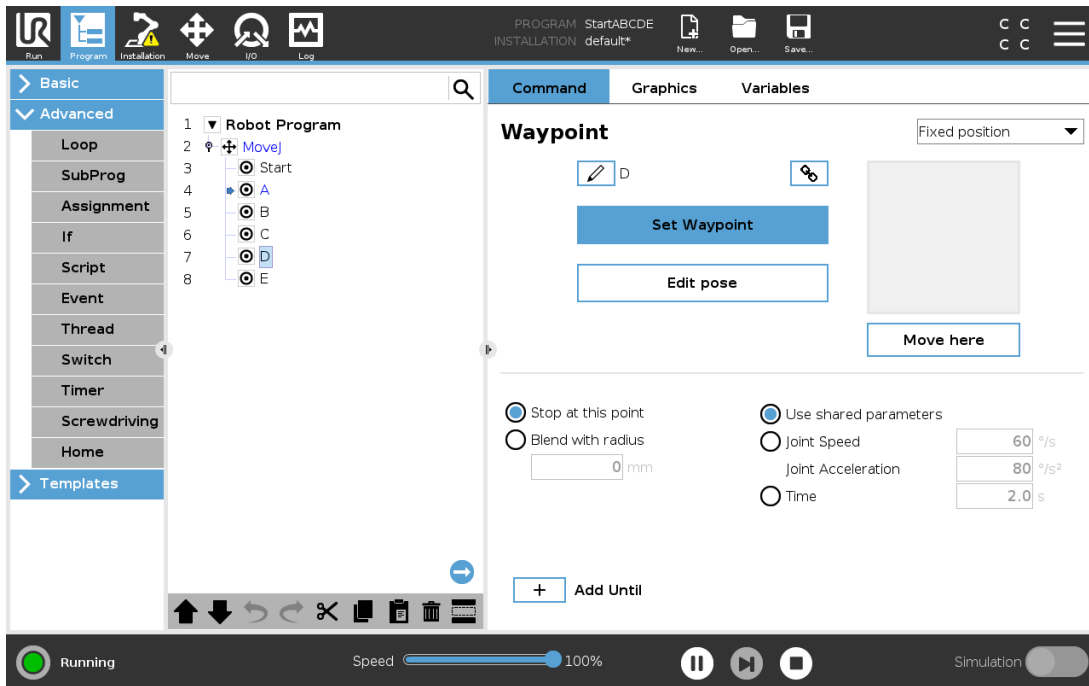 PROGRAM StartABCDE
INSTALLATION default*
C C
C C
UR
Run
Program
Installation
Move
I/O
Log
New...
Open...
Save...
Basic
Advanced
Loop
SubProg
Assignment
If
Script
Event
Thread
Switch
Timer
Screwdriving
Home
Templates
1 Robot Program
2 MoveJ
3 Start
4 A
5 B
6 C
7 D
8 E
Command Graphics Variables
Waypoint
Fixed position
D
Set Waypoint
Edit pose
Move here
Stop at this point
Blend with radius
0 mm
Use shared parameters
Joint Speed 60 °/s
Joint Acceleration 80 °/s²
Time 2.0 s
+ Add Until
Running
Speed 100%
Simulation